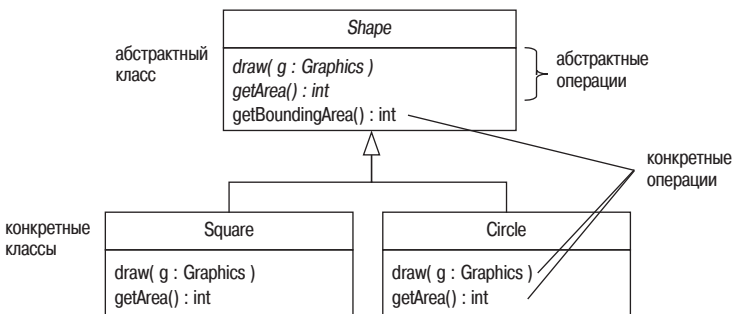 Shape
абстрактный
класс
draw( g : Graphics )
getArea() : int
getBoundingArea() : int
абстрактные
операции
конкретные
операции
конкретные
классы
Square
draw( g : Graphics )
getArea() : int
Circle
draw( g : Graphics )
getArea() : int